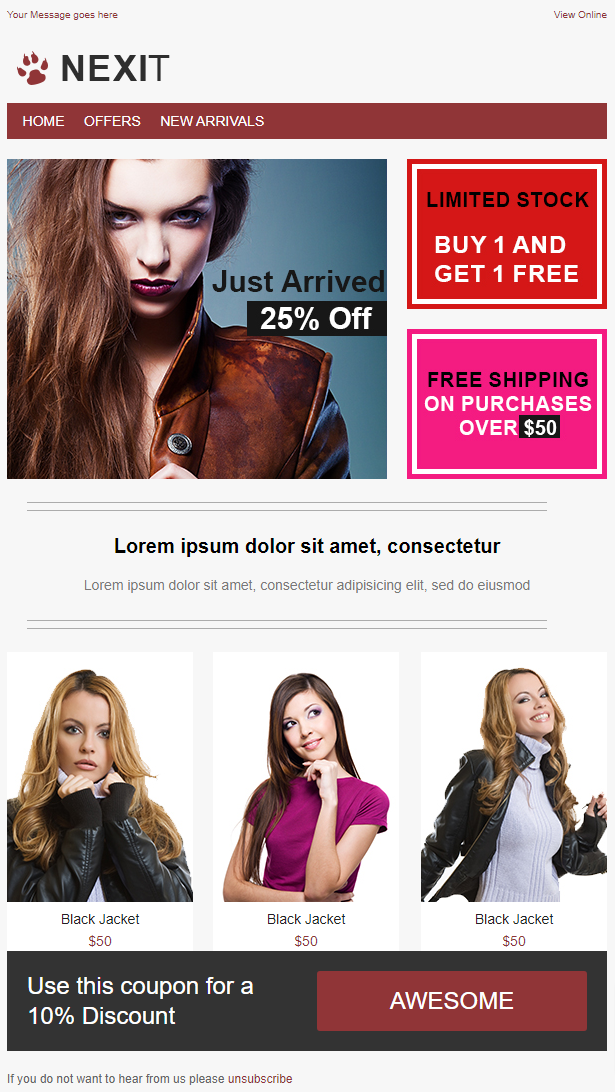 Your Message goes here
View Online
NEXIT
HOME OFFERS NEW ARRIVALS
Just Arrived
25% Off
LIMITED STOCK
BUY 1 AND
GET 1 FREE
FREE SHIPPING
ON PURCHASES
OVER $50
Lorem ipsum dolor sit amet, consectetur
Lorem ipsum dolor sit amet, consectetur adipisicing elit, sed do eiusmod
Black Jacket
$50
Black Jacket
$50
Black Jacket
$50
Use this coupon for a
10% Discount
AWESOME
If you do not want to hear from us please unsubscribe